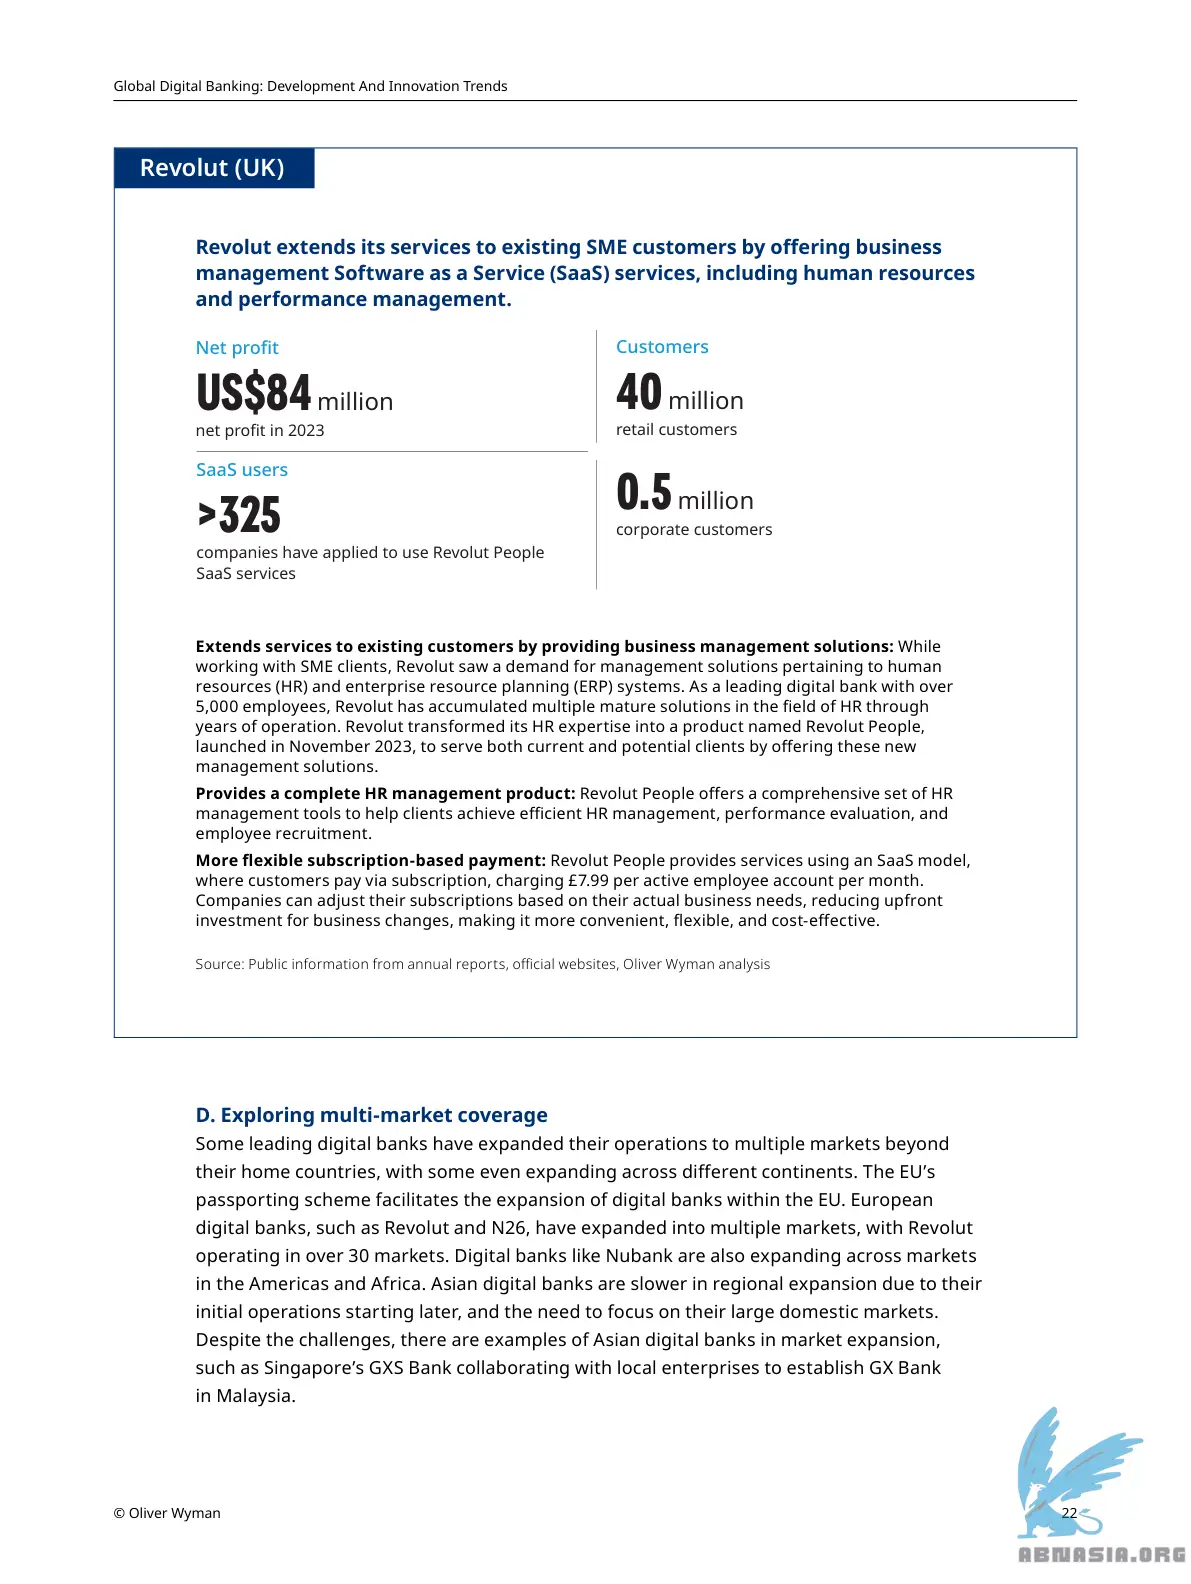 Global Digital Banking: Development And Innovation Trends
Revolut (UK)
Revolut extends its services to existing SME customers by offering business
management Software as a Service (SaaS) services, including human resources
and performance management.
Net profit
US$84 million
net profit in 2023
Customers
40 million
retail customers
SaaS users
>325
companies have applied to use Revolut People
SaaS services
0.5 million
corporate customers
Extends services to existing customers by providing business management solutions: While
working with SME clients, Revolut saw a demand for management solutions pertaining to human
resources (HR) and enterprise resource planning (ERP) systems. As a leading digital bank with over
5,000 employees, Revolut has accumulated multiple mature solutions in the field of HR through
years of operation. Revolut transformed its HR expertise into a product named Revolut People,
launched in November 2023, to serve both current and potential clients by offering these new
management solutions.
Provides a complete HR management product: Revolut People offers a comprehensive set of HR
management tools to help clients achieve efficient HR management, performance evaluation, and
employee recruitment.
More flexible subscription-based payment: Revolut People provides services using an SaaS model,
where customers pay via subscription, charging £7.99 per active employee account per month.
Companies can adjust their subscriptions based on their actual business needs, reducing upfront
investment for business changes, making it more convenient, flexible, and cost-effective.
Source: Public information from annual reports, official websites, Oliver Wyman analysis
D. Exploring multi-market coverage
Some leading digital banks have expanded their operations to multiple markets beyond
their home countries, with some even expanding across different continents. The EU’s
passporting scheme facilitates the expansion of digital banks within the EU. European
digital banks, such as Revolut and N26, have expanded into multiple markets, with Revolut
operating in over 30 markets. Digital banks like Nubank are also expanding across markets
in the Americas and Africa. Asian digital banks are slower in regional expansion due to their
initial operations starting later, and the need to focus on their large domestic markets.
Despite the challenges, there are examples of Asian digital banks in market expansion,
such as Singapore’s GXS Bank collaborating with local enterprises to establish GX Bank
in Malaysia.
© Oliver Wyman
22
ABNASIA.ORG